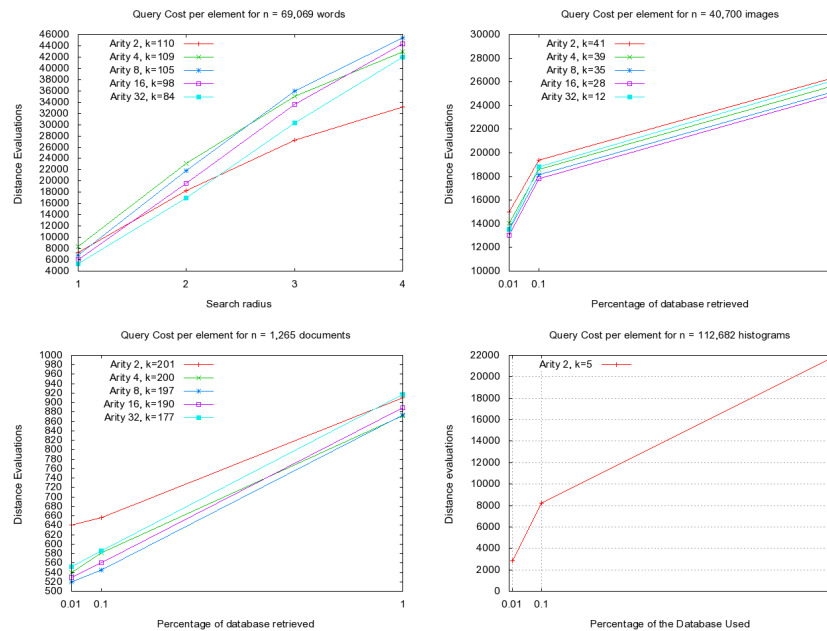 Query Cost per element for n = 69,069 words
46000
44000
42000
40000
38000
36000
34000
32000
30000
28000
26000
24000
22000
20000
18000
16000
14000
12000
10000
8000
6000
4000
Distance Evaluations
Arity 2, k=110
Arity 4, k=109
Arity 8, k=105
Arity 16, k=98
Arity 32, k=84
1 2 3 4
Search radius
Query Cost per element for n = 40,700 images
30000
28000
26000
24000
22000
20000
18000
16000
14000
12000
10000
Distance Evaluations
Arity 2, k=41
Arity 4, k=39
Arity 8, k=35
Arity 16, k=28
Arity 32, k=12
0.01 0.1
Percentage of database retrieved
Query Cost per element for n = 1,265 documents
1000
980
960
940
920
900
880
860
840
820
800
780
760
740
720
700
680
660
640
620
600
580
560
540
520
500
Distance Evaluations
Arity 2, k=201
Arity 4, k=200
Arity 8, k=197
Arity 16, k=190
Arity 32, k=177
0.01 0.1 1
Percentage of database retrieved
Query Cost per element for n = 112,682 histograms
22000
20000
18000
16000
14000
12000
10000
8000
6000
4000
2000
0
Distance evaluations
Arity 2, k=5
0.01 0.1
Percentage of the Database Used